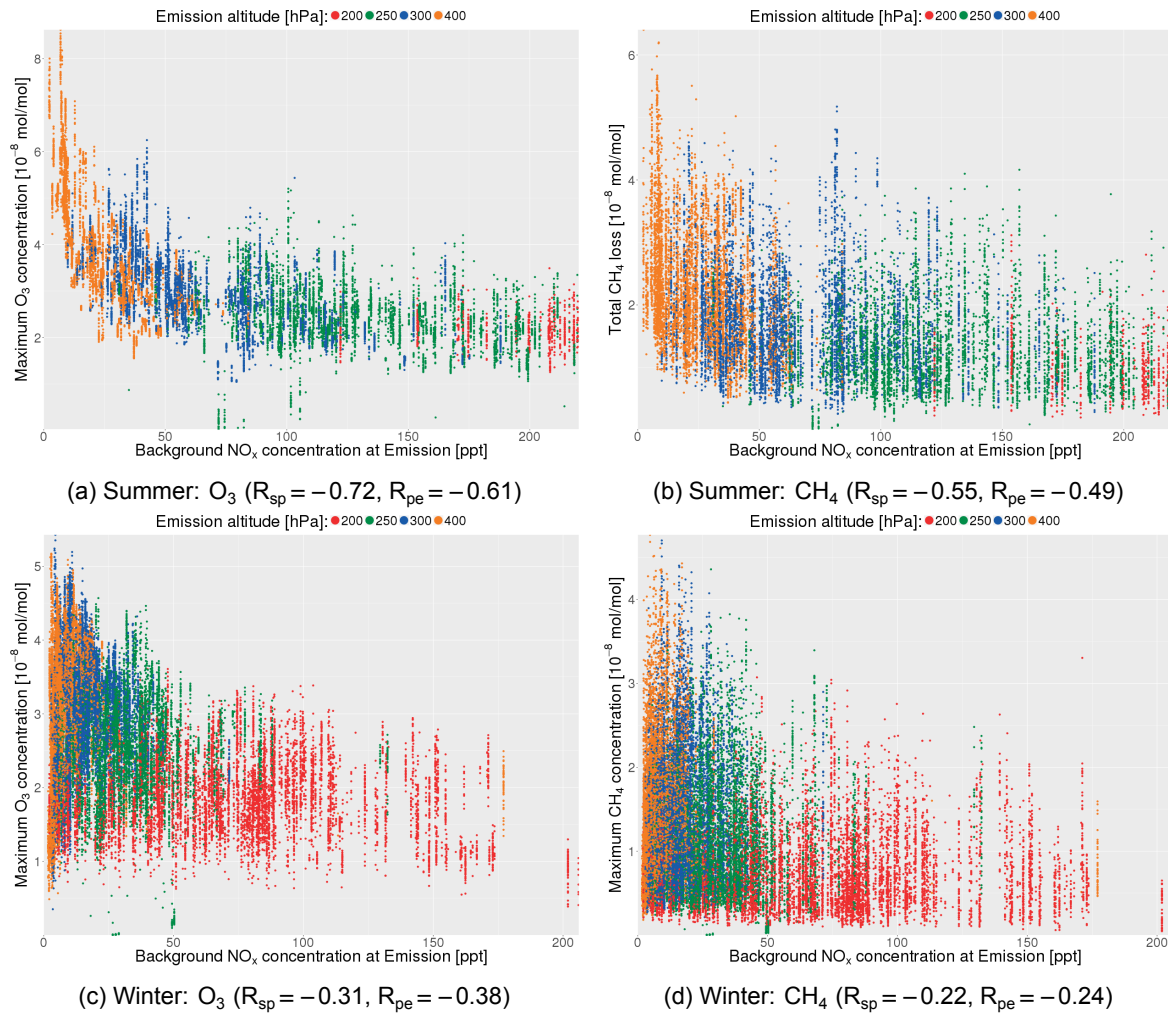 Emission altitude [hPa]: 200 250 300 400
Maximum O₃ concentration [10⁻⁸ mol/mol]
8
6
4
2
0 50 100 150 200
Background NOₓ concentration at Emission [ppt]
(a) Summer: O₃ (Rsp = −0.72, Rpe = −0.61)
Emission altitude [hPa]: 200 250 300 400
Total CH₄ loss [10⁻⁸ mol/mol]
6
4
2
0 50 100 150 200
Background NOₓ concentration at Emission [ppt]
(b) Summer: CH₄ (Rsp = −0.55, Rpe = −0.49)
Emission altitude [hPa]: 200 250 300 400
Maximum O₃ concentration [10⁻⁸ mol/mol]
5
4
3
2
1
0 50 100 150 200
Background NOₓ concentration at Emission [ppt]
(c) Winter: O₃ (Rsp = −0.31, Rpe = −0.38)
Emission altitude [hPa]: 200 250 300 400
Maximum CH₄ concentration [10⁻⁸ mol/mol]
4
3
2
1
0 50 100 150 200
Background NOₓ concentration at Emission [ppt]
(d) Winter: CH₄ (Rsp = −0.22, Rpe = −0.24)